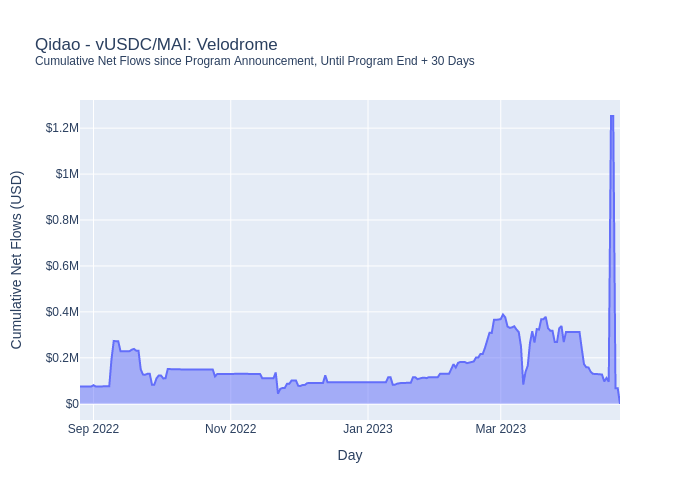 Qidao - vUSDC/MAI: Velodrome
Cumulative Net Flows since Program Announcement, Until Program End + 30 Days
Cumulative Net Flows (USD)
$1.2M
$1M
$0.8M
$0.6M
$0.4M
$0.2M
$0
Sep 2022
Nov 2022
Jan 2023
Mar 2023
Day